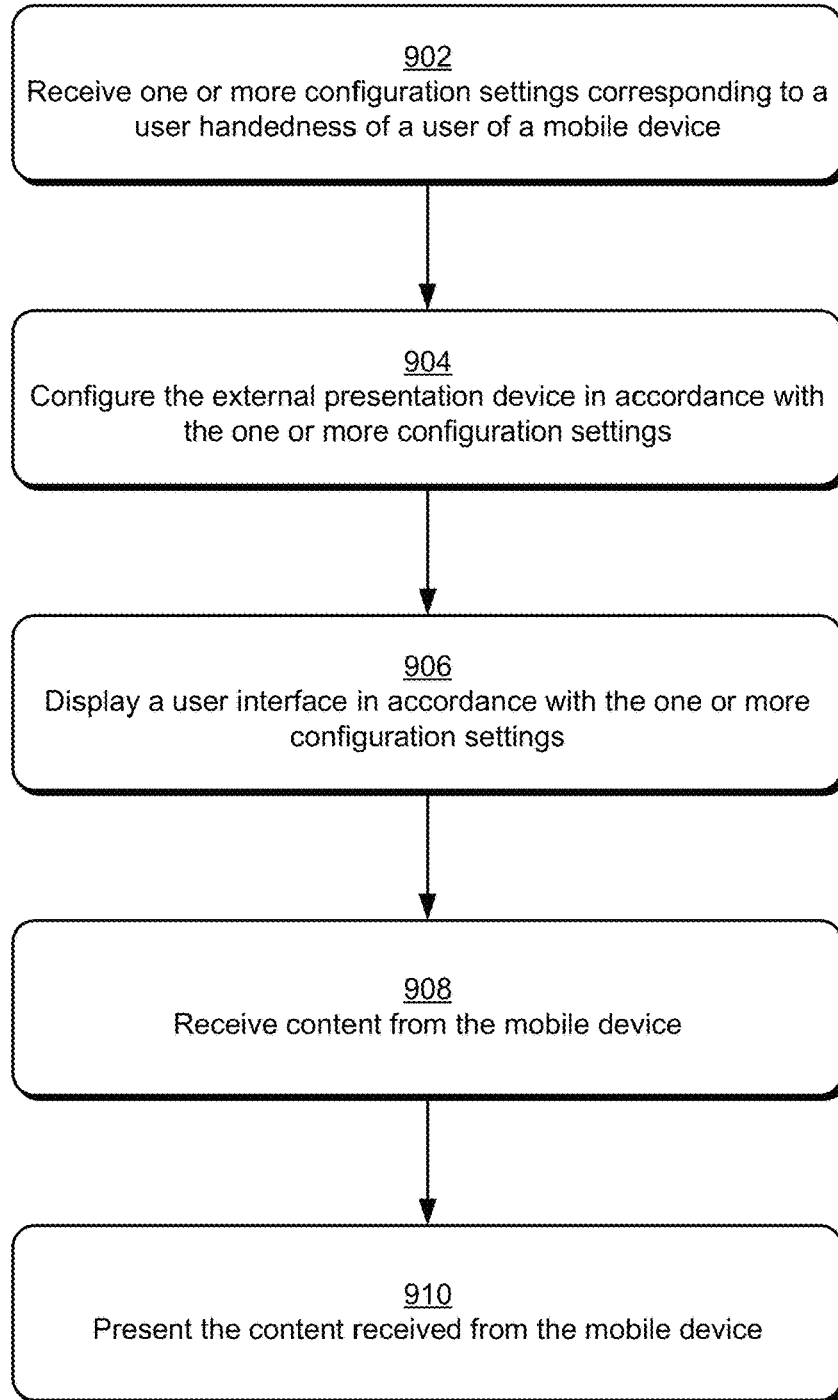 902
Receive one or more configuration settings corresponding to a
user handedness of a user of a mobile device
904
Configure the external presentation device in accordance with
the one or more configuration settings
906
Display a user interface in accordance with the one or more
configuration settings
908
Receive content from the mobile device
910
Present the content received from the mobile device